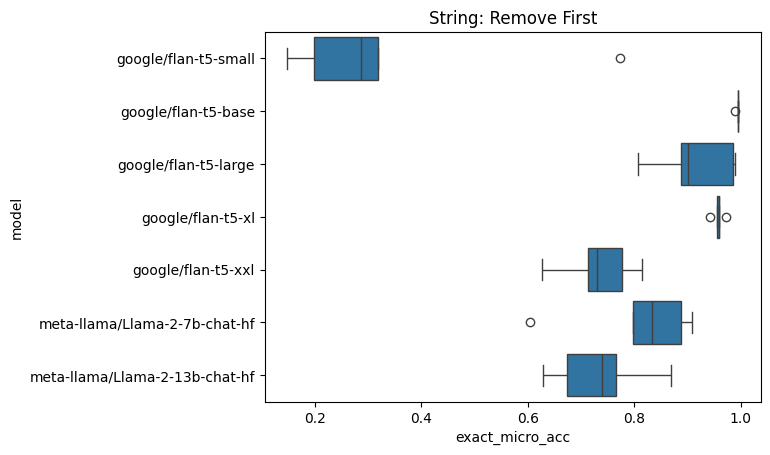 String: Remove First
google/flan-t5-small
google/flan-t5-base
google/flan-t5-large
google/flan-t5-xl
google/flan-t5-xxl
meta-llama/Llama-2-7b-chat-hf
meta-llama/Llama-2-13b-chat-hf
model
0.2 0.4 0.6 0.8 1.0
exact_micro_acc